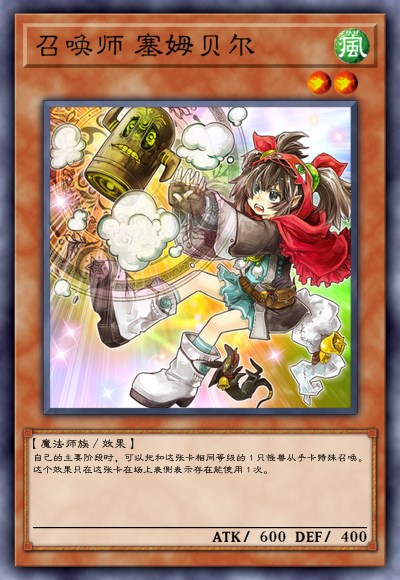 召唤师 塞姆贝尔
風
【魔法师族／效果】
自己的主要阶段时，可以把和这张卡相同等级的1只怪兽从手卡特殊召唤。
这个效果只在这张卡在场上表侧表示存在能使用1次。
ATK/ 600 DEF/ 400